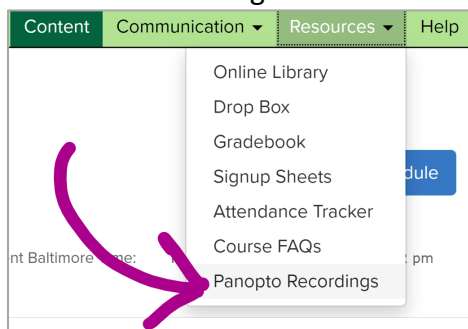 Content Communication Resources Help
Online Library
Drop Box
Gradebook
Signup Sheets
dule
Attendance Tracker
Course FAQs
nt Baltimore me: pm
Panopto Recordings